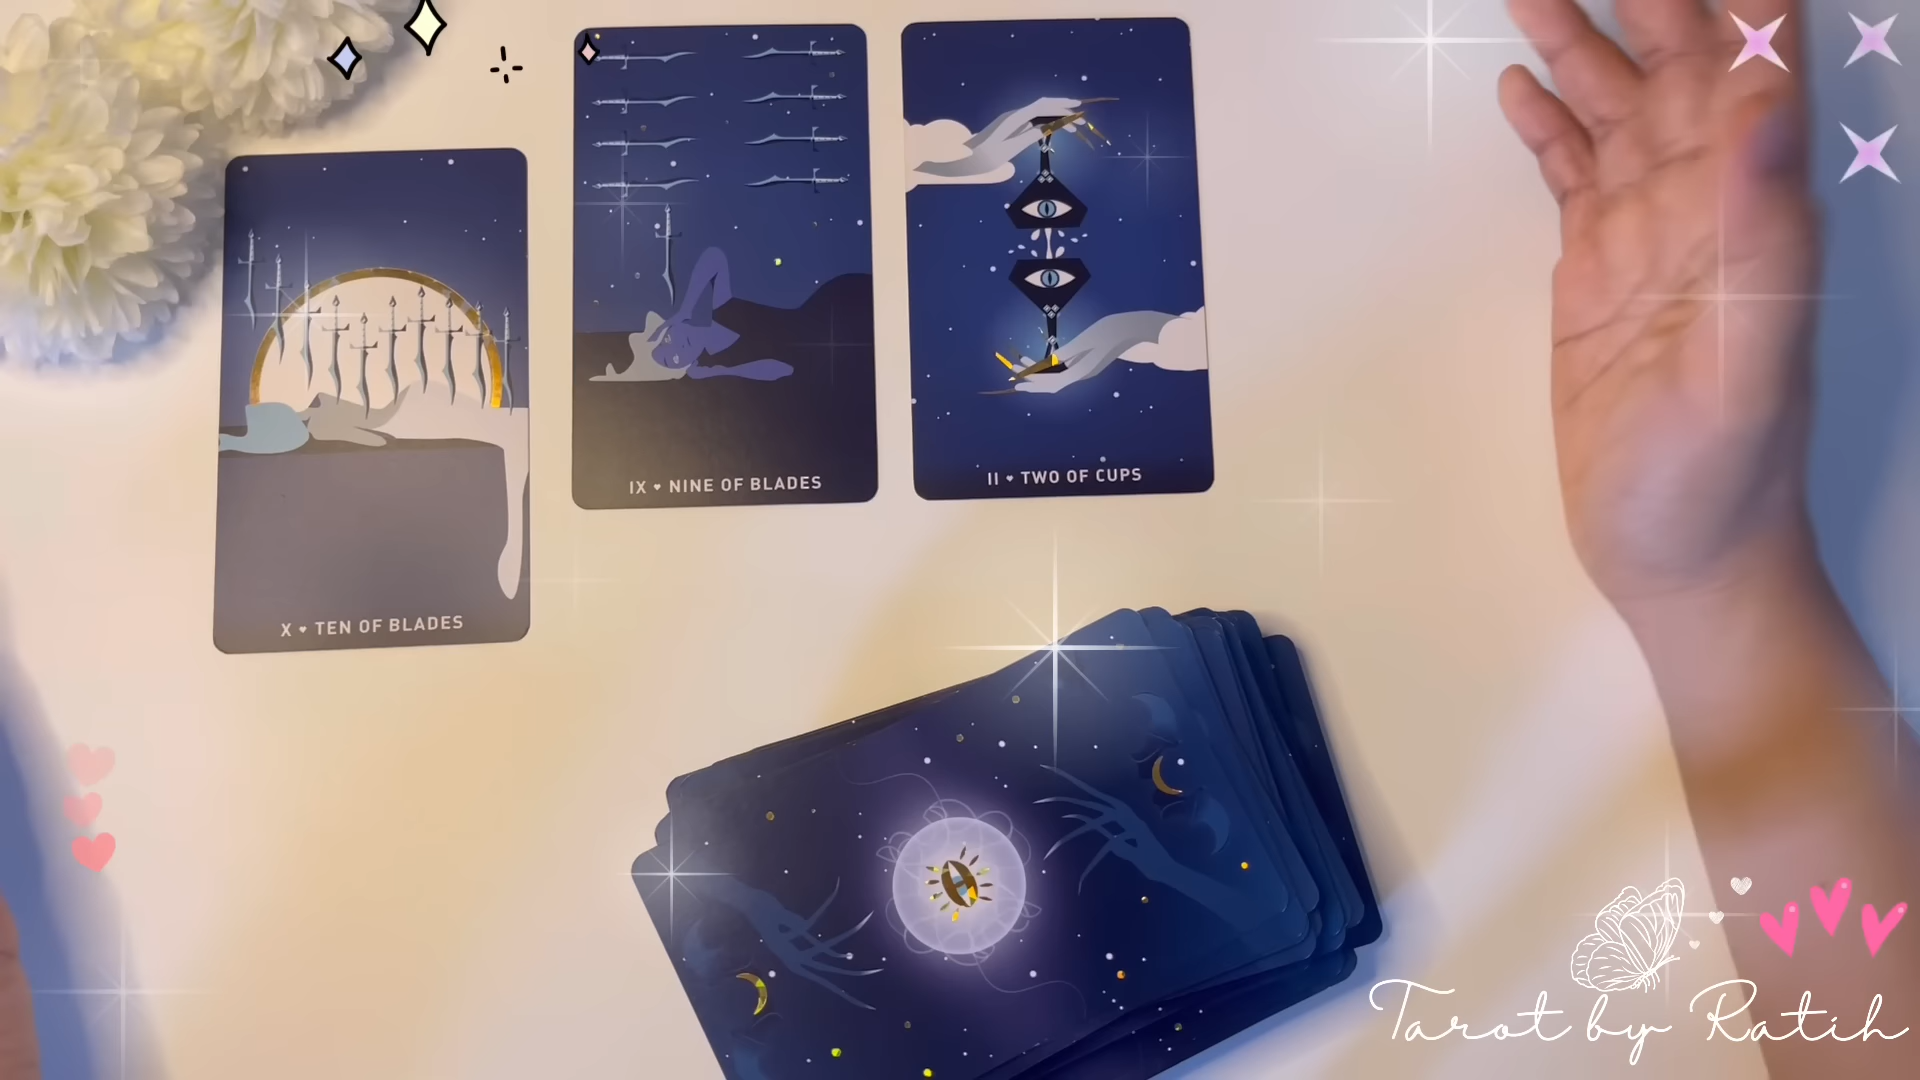 X ♥ TEN OF BLADES
IX ♥ NINE OF BLADES
II ♥ TWO OF CUPS
Tarot by Ratih